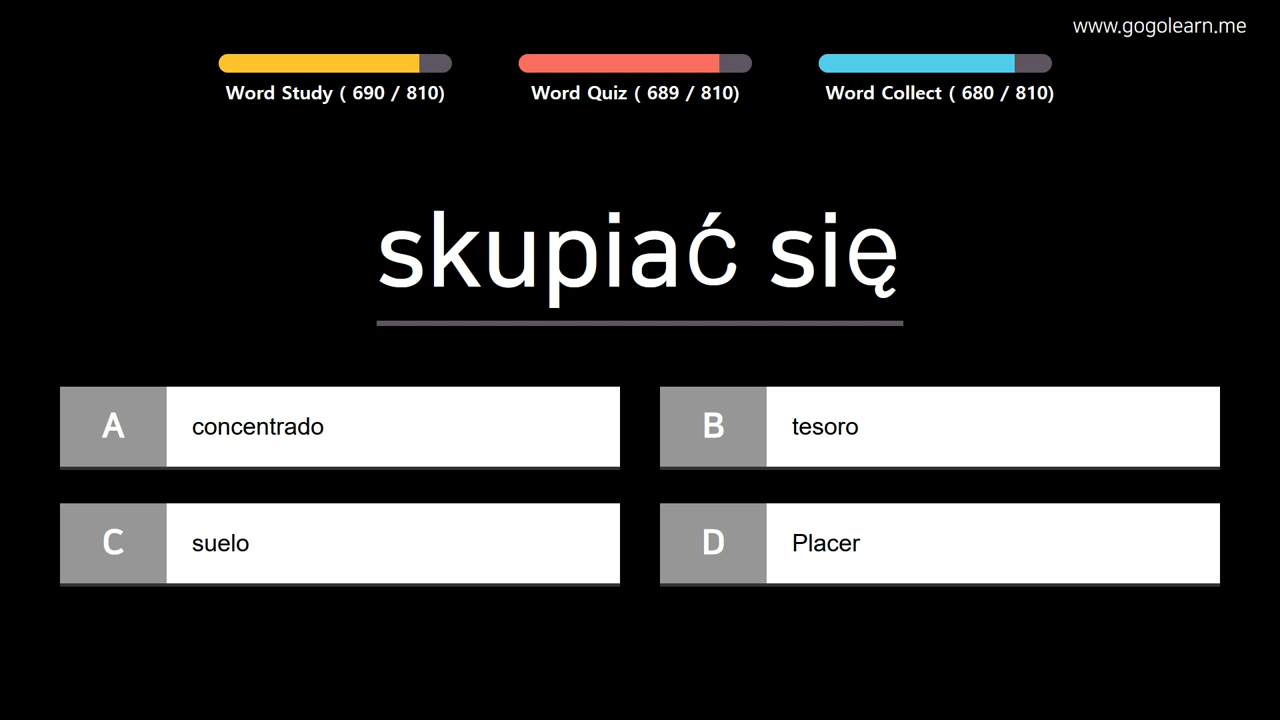 www.gogolearn.me
Word Study ( 690 / 810)
Word Quiz ( 689 / 810)
Word Collect ( 680 / 810)
skupiać się
A concentrado
B tesoro
C suelo
D Placer